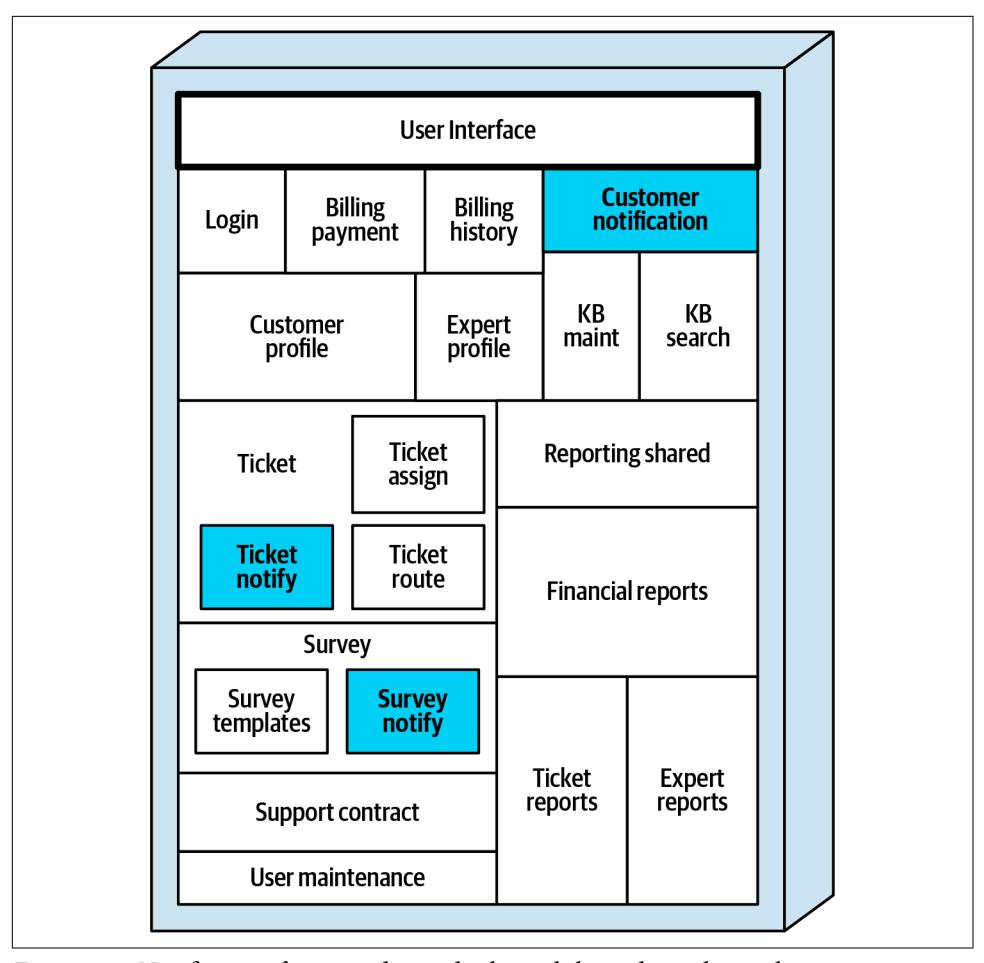 User Interface
Login
Billing
payment
Billing
history
Customer
notification
Customer
profile
Expert
profile
KB
maint
KB
search
Ticket
Ticket
assign
Ticket
notify
Ticket
route
Reporting shared
Financial reports
Survey
Survey
templates
Survey
notify
Ticket
reports
Expert
reports
Support contract
User maintenance